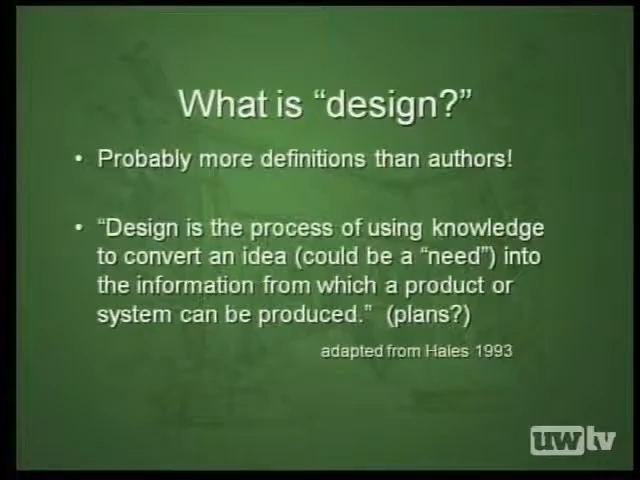 What is “design?”
• Probably more definitions than authors!
• “Design is the process of using knowledge
to convert an idea (could be a “need”) into
the information from which a product or
system can be produced.” (plans?)
adapted from Hales 1993
uwtv